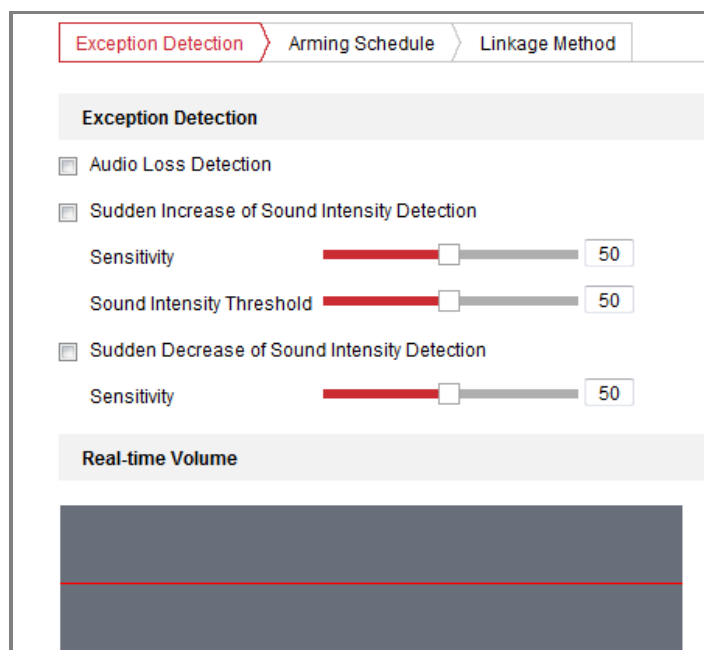 Exception Detection Arming Schedule Linkage Method
Exception Detection
Audio Loss Detection
Sudden Increase of Sound Intensity Detection
Sensitivity 50
Sound Intensity Threshold 50
Sudden Decrease of Sound Intensity Detection
Sensitivity 50
Real-time Volume